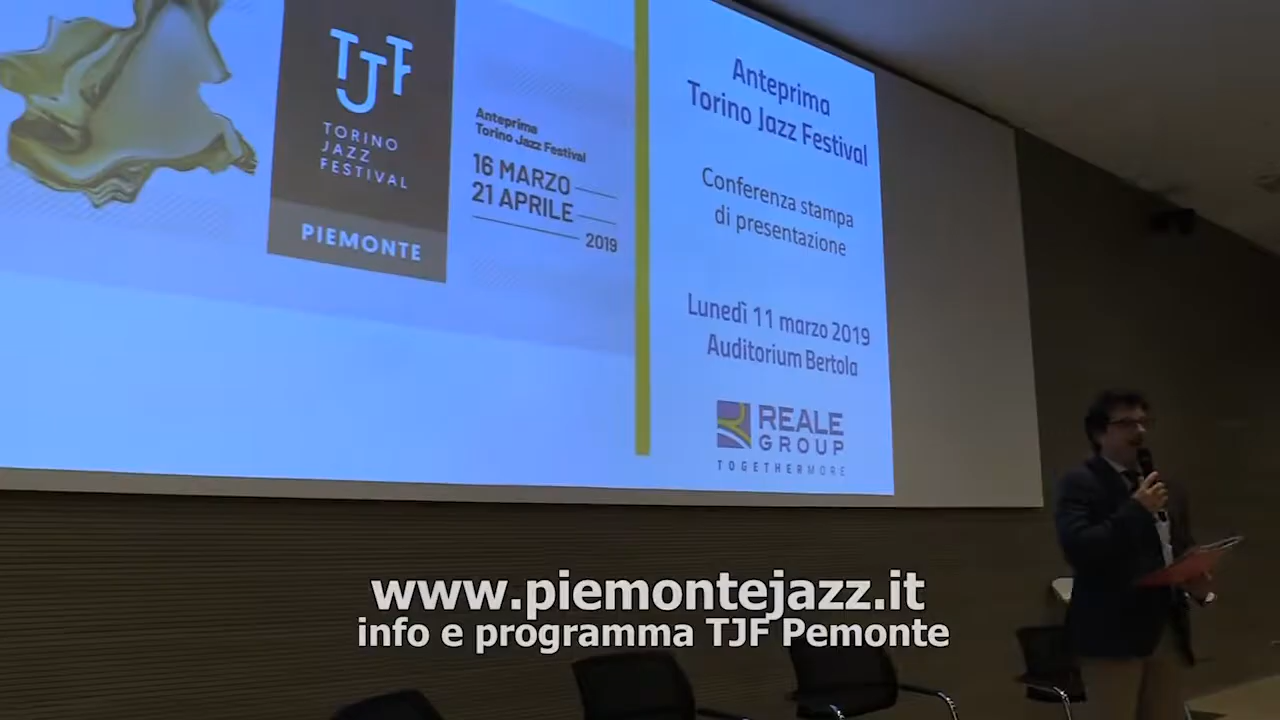 TJF
TORINO
JAZZ
FESTIVAL
PIEMONTE
Anteprima
Torino Jazz Festival
16 MARZO
21 APRILE
2019
Anteprima
Torino Jazz Festival
Conferenza stampa
di presentazione
Lunedì 11 marzo 2019
Auditorium Bertola
REALE
GROUP
TOGETHERMORE
www.piemontejazz.it
info e programma TJF Pemonte